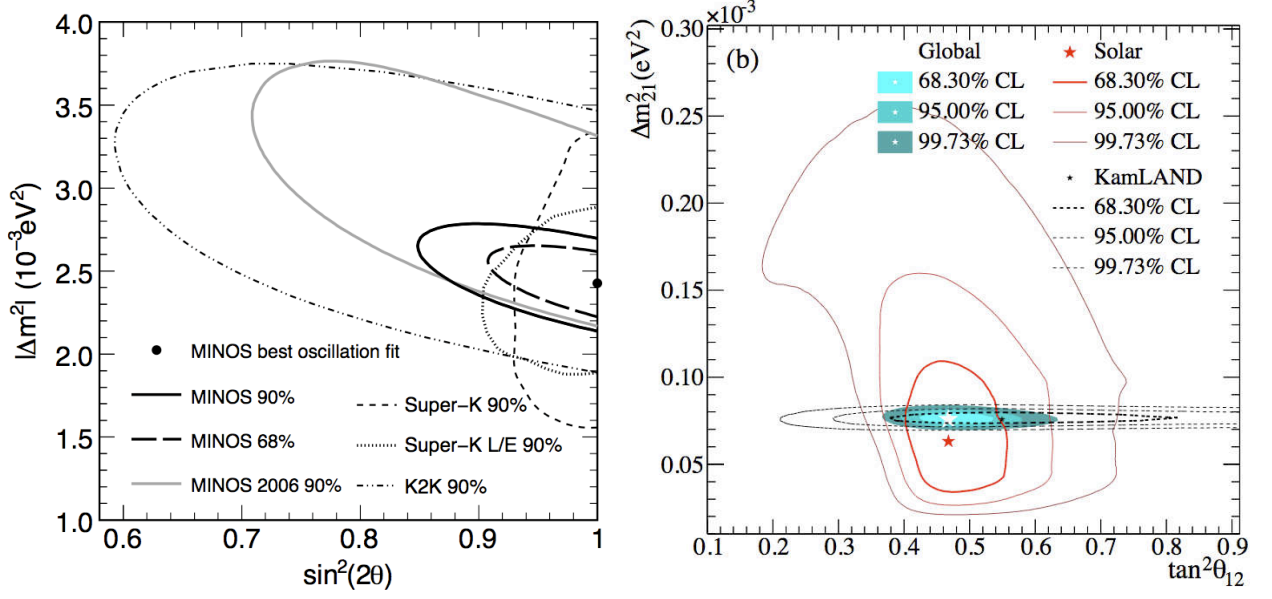 |Δm²| (10⁻³eV²)
4.0
3.5
3.0
2.5
2.0
1.5
1.0
MINOS best oscillation fit
MINOS 90%
MINOS 68%
MINOS 2006 90%
Super–K 90%
Super–K L/E 90%
K2K 90%
0.6 0.7 0.8 0.9 1
sin²(2θ)
×10⁻³
Δm²₂₁(eV²)
0.30
0.25
0.20
0.15
0.10
0.05
(b)
Global
68.30% CL
95.00% CL
99.73% CL
Solar
68.30% CL
95.00% CL
99.73% CL
KamLAND
68.30% CL
95.00% CL
99.73% CL
0.1 0.2 0.3 0.4 0.5 0.6 0.7 0.8 0.9
tan²θ₁₂